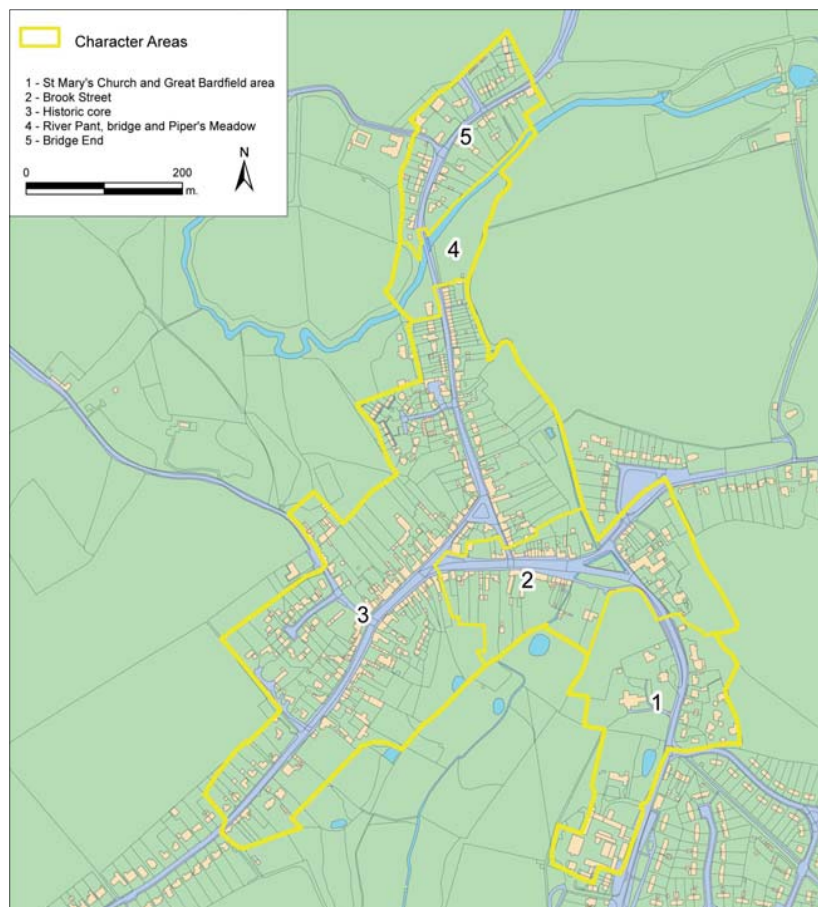 Character Areas
1 - St Mary's Church and Great Bardfield area
2 - Brook Street
3 - Historic core
4 - River Pant, bridge and Piper's Meadow
5 - Bridge End
N
0 200
m.
5
4
2
3
1